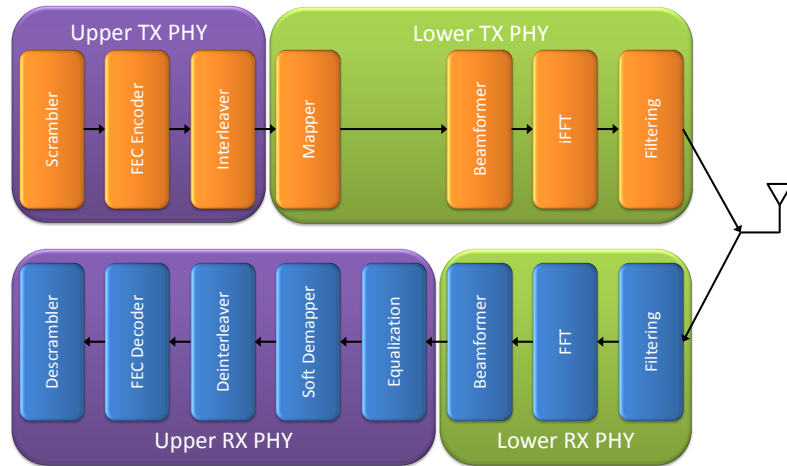 Upper TX PHY
Lower TX PHY
Scrambler
FEC Encoder
Interleaver
Mapper
Beamformer
iFFT
Filtering
Descrambler
FEC Decoder
Deinterleaver
Soft Demapper
Equalization
Beamformer
FFT
Filtering
Upper RX PHY
Lower RX PHY